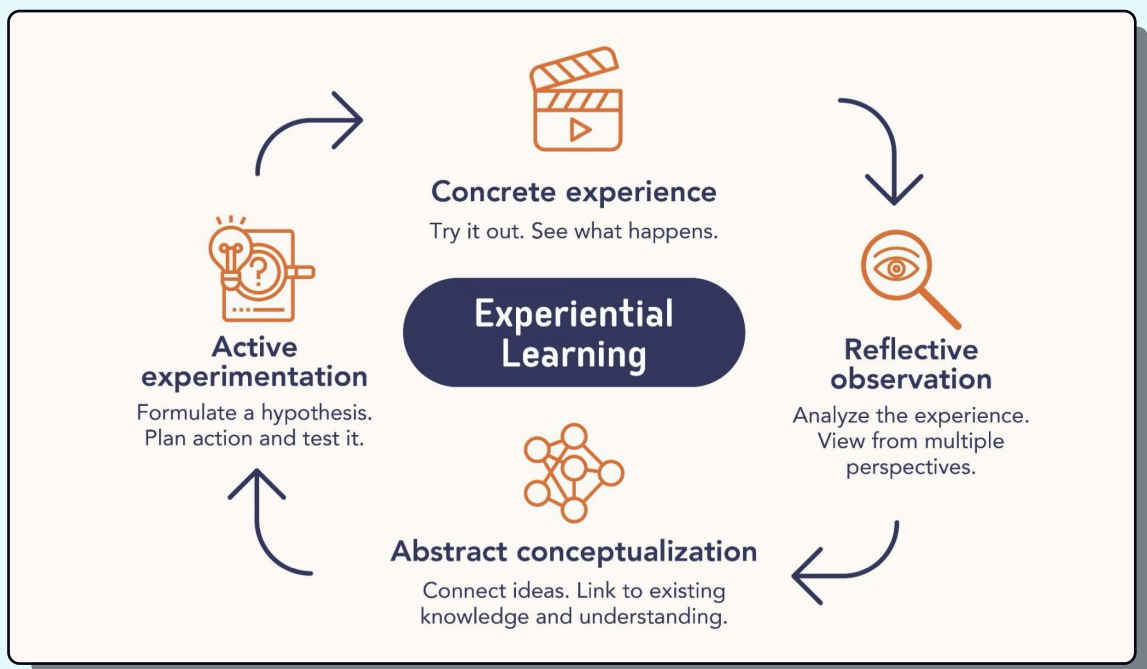 Concrete experience
Try it out. See what happens.
Experiential
Learning
Reflective
observation
Analyze the experience.
View from multiple
perspectives.
Abstract conceptualization
Connect ideas. Link to existing
knowledge and understanding.
Active
experimentation
Formulate a hypothesis.
Plan action and test it.
?